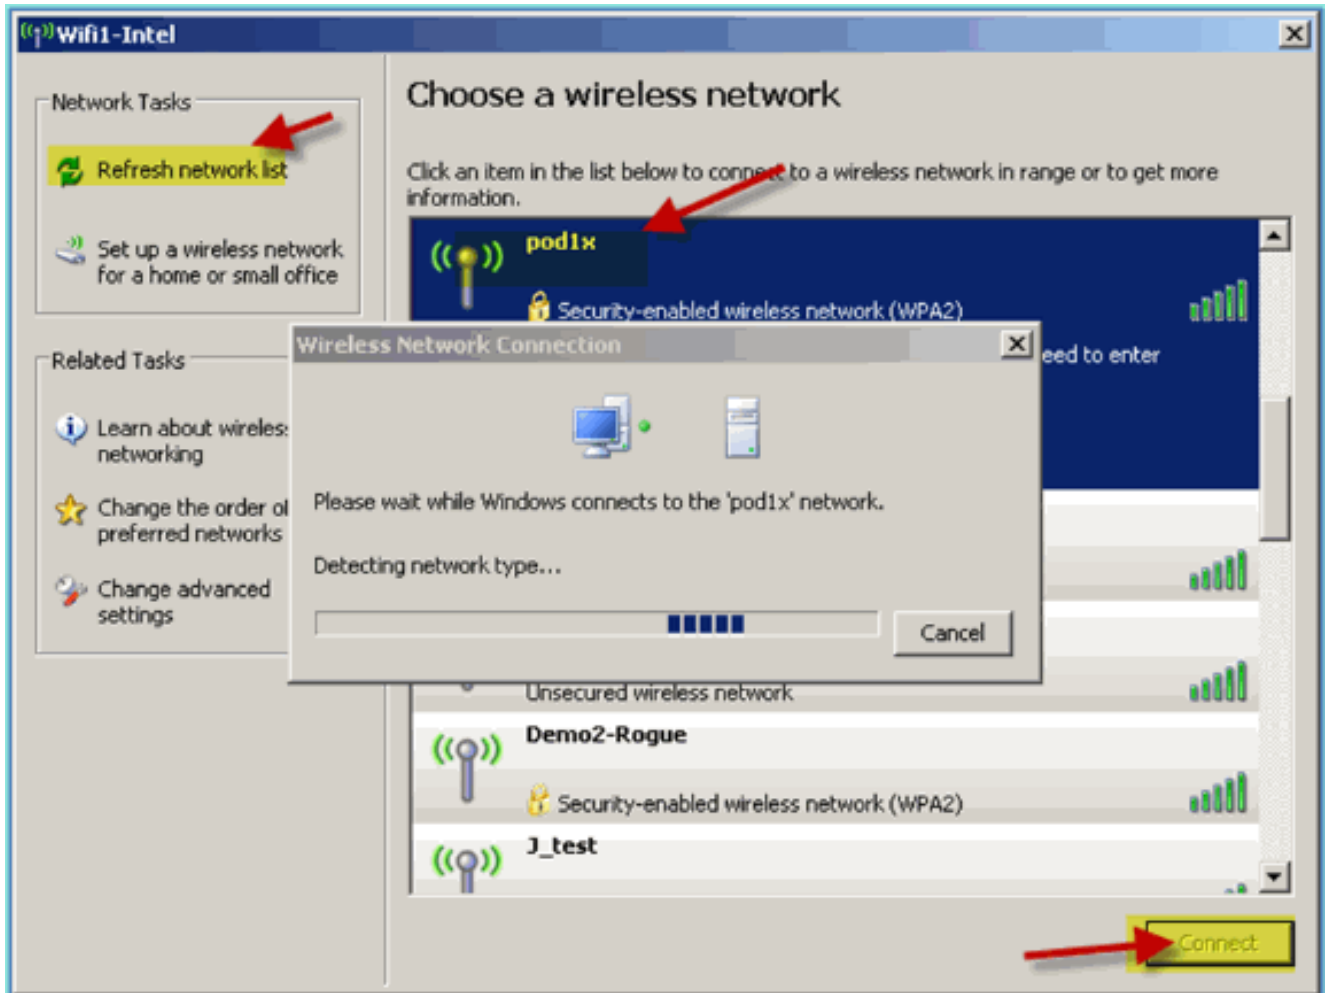 Wifi1-Intel
Network Tasks
Refresh network list
Set up a wireless network
for a home or small office
Related Tasks
Learn about wireless
networking
Change the order of
preferred networks
Change advanced
settings
Choose a wireless network
Click an item in the list below to connect to a wireless network in range or to get more
information.
pod1x
Security-enabled wireless network (WPA2)
need to enter
Wireless Network Connection
Please wait while Windows connects to the 'pod1x' network.
Detecting network type...
Cancel
Unsecured wireless network
Demo2-Rogue
Security-enabled wireless network (WPA2)
J_test
Connect